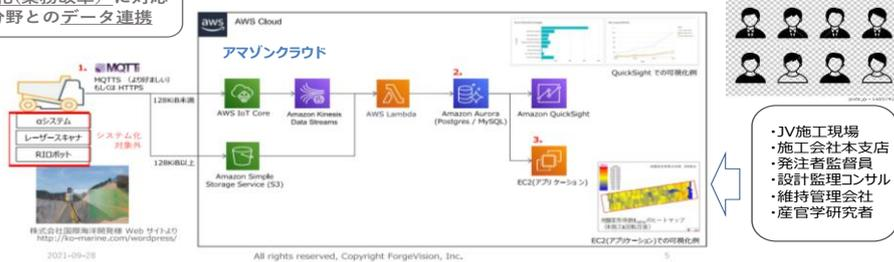 化(業務改革)に対応
分野とのデータ連携
aws
AWS Cloud
アマゾンクラウド
1.
MQTT
MQTTS (より好ましい)
もしくは HTTPS
αシステム
レーザースキャナ
RIロボット
システム化
対象外
128KiB未満
128KiB以上
AWS IoT Core
Amazon Kinesis
Data Streams
AWS Lambda
2.
Amazon Aurora
(Postgres / MySQL)
Amazon QuickSight
QuickSight での可視化例
3.
EC2(アプリケーション)
Amazon Simple
Storage Service (S3)
EC2(アプリケーション)での可視化例
株式会社国際海洋開発様 Web サイトより
http://ko-marine.com/wordpress/
2021-09-28
All rights reserved, Copyright ForgeVision, Inc.
5
・JV施工現場
・施工会社本支店
・発注者監督員
・設計監理コンサル
・維持管理会社
・産官学研究者